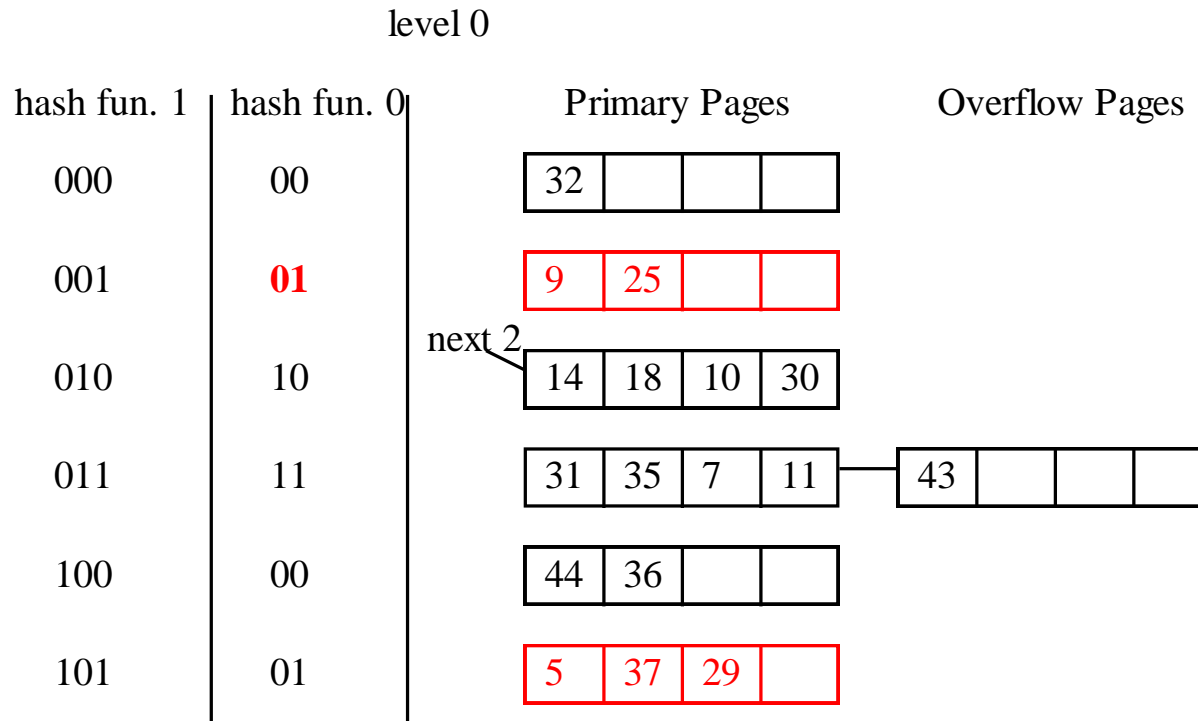 level 0
hash fun. 1 hash fun. 0 Primary Pages Overflow Pages
000 00 32
001 01 9 25
next 2
010 10 14 18 10 30
011 11 31 35 7 11 43
100 00 44 36
101 01 5 37 29